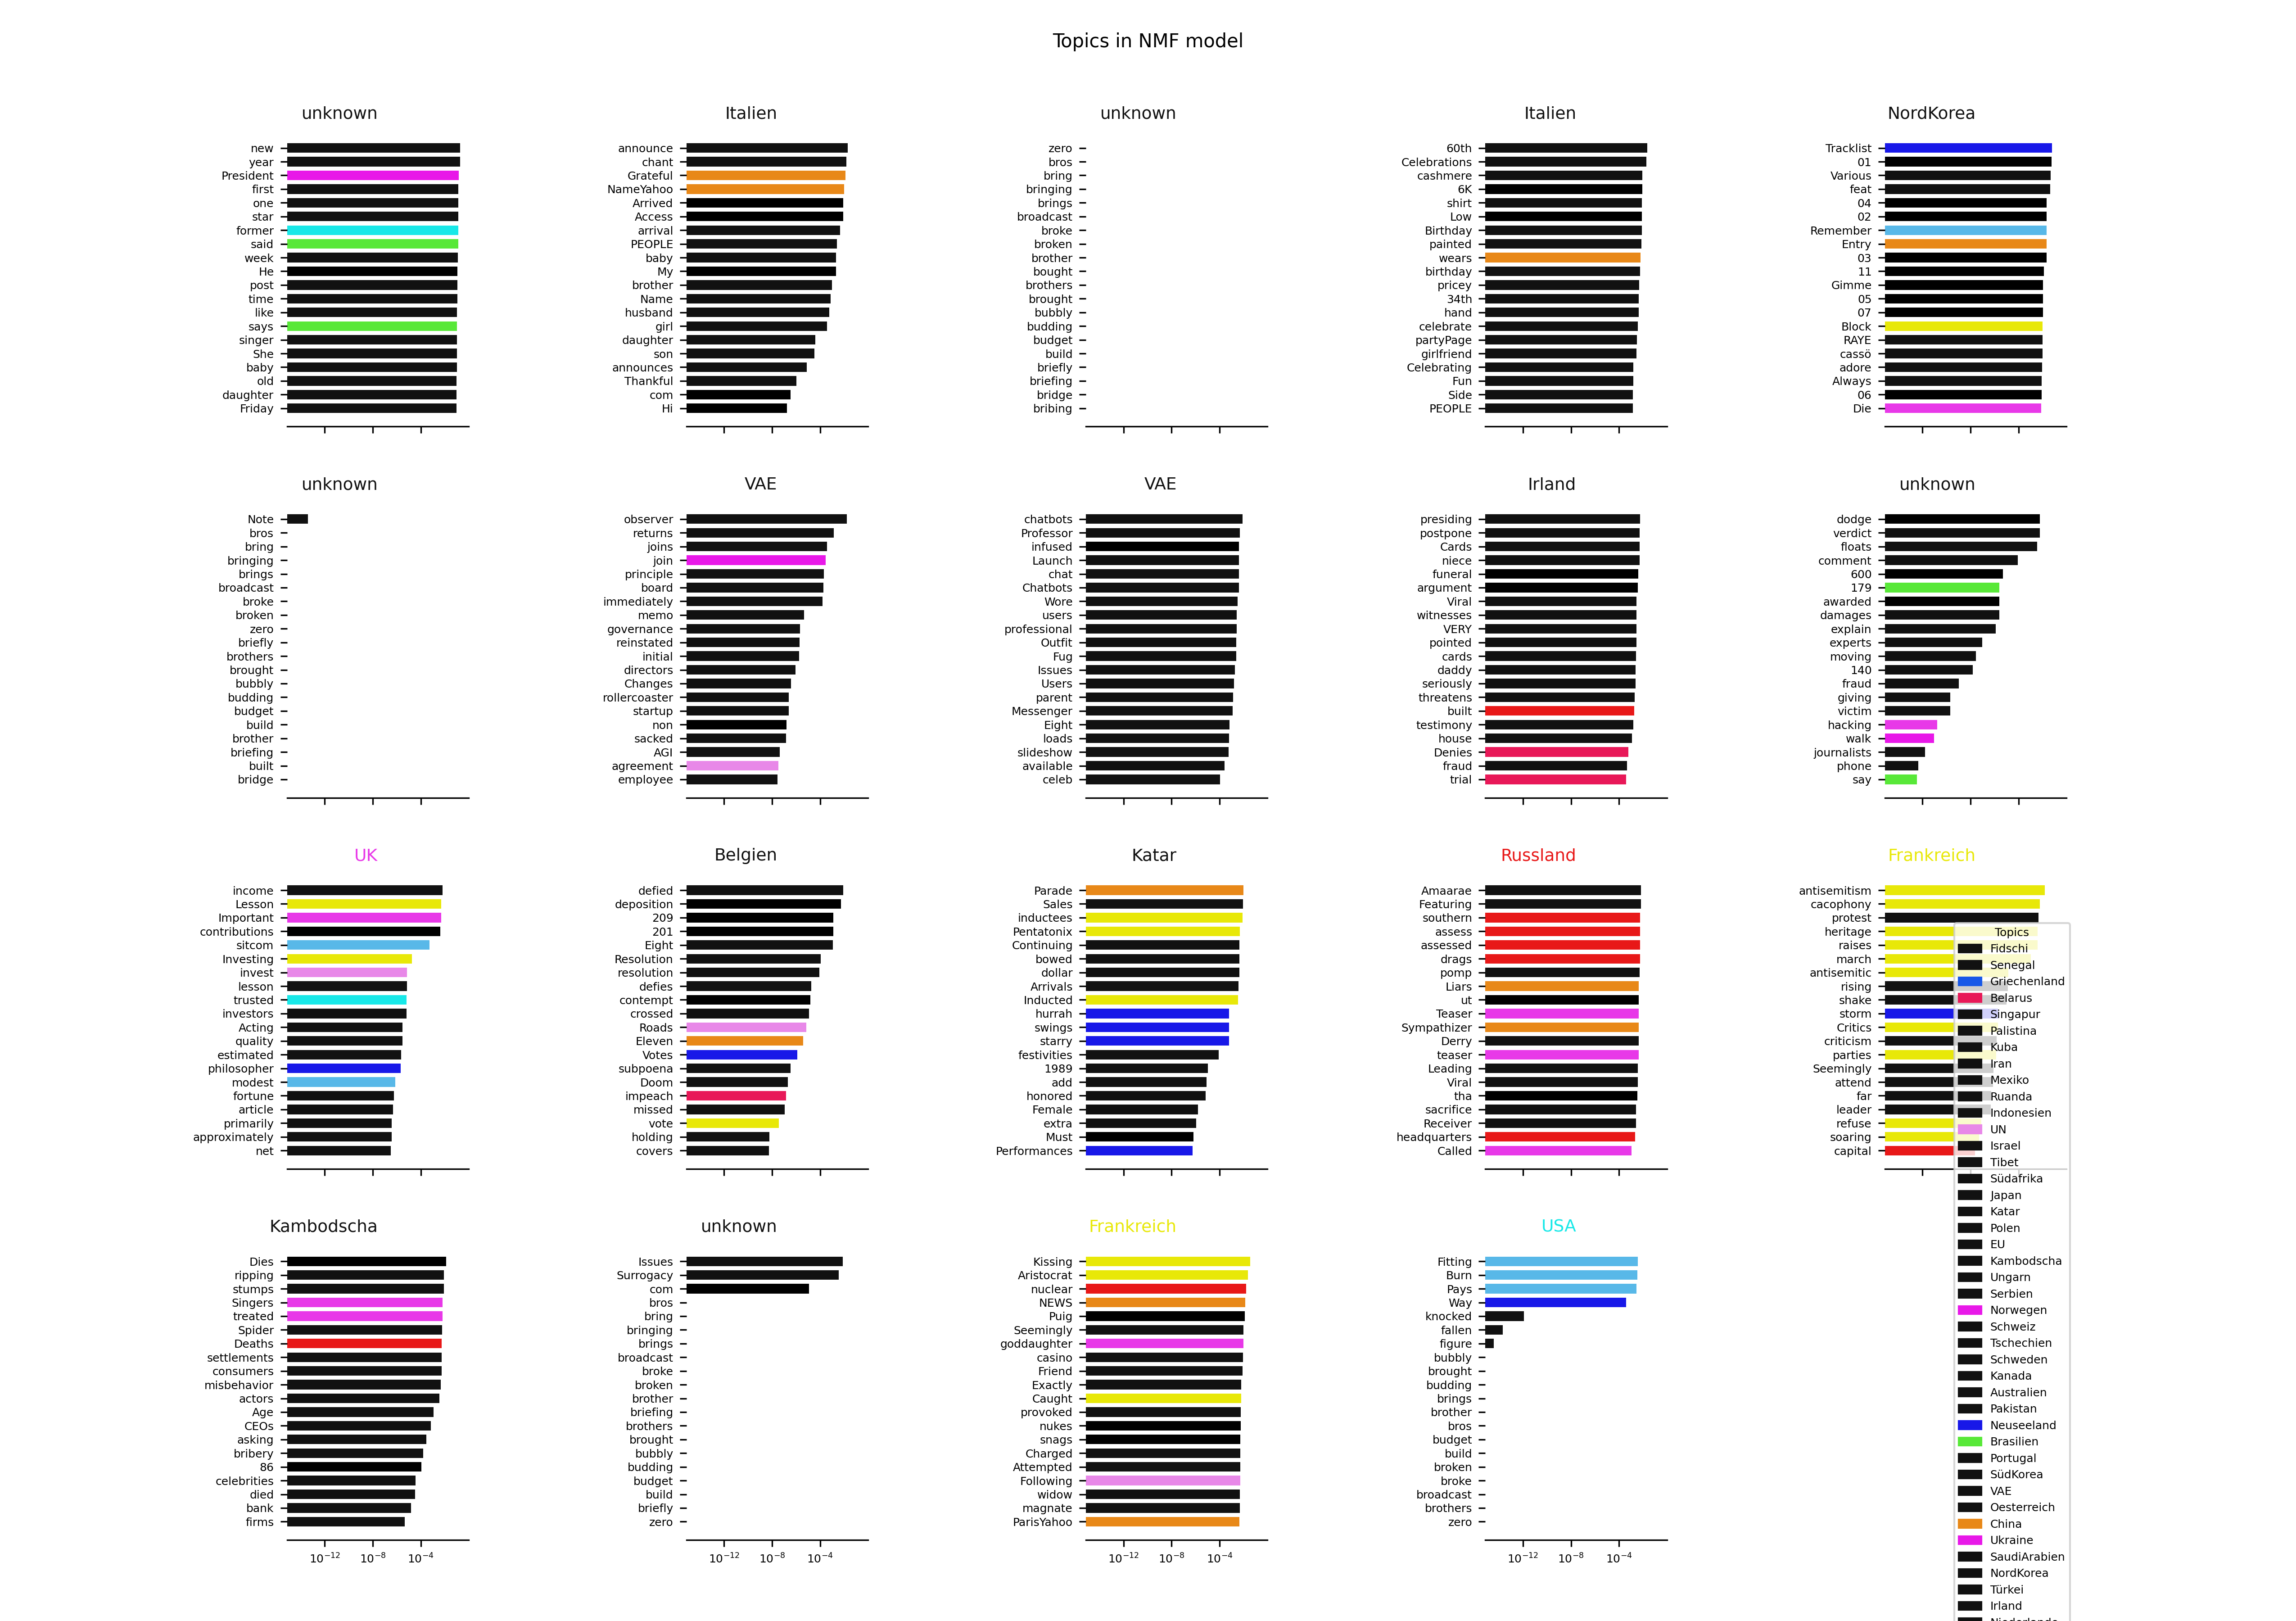 Topics in NMF model
unknown
new
year
President
first
one
star
former
said
week
He
post
time
like
says
singer
She
baby
old
daughter
Friday
Italien
announce
chant
Grateful
NameYahoo
Arrived
Access
arrival
PEOPLE
baby
My
brother
Name
husband
girl
daughter
son
announces
Thankful
com
Hi
unknown
zero
bros
bring
bringing
brings
broadcast
broke
broken
brother
bought
brothers
brought
bubbly
budding
budget
build
briefly
briefing
bridge
bribing
Italien
60th
Celebrations
cashmere
6K
shirt
Low
Birthday
painted
wears
birthday
pricey
34th
hand
celebrate
partyPage
girlfriend
Celebrating
Fun
Side
PEOPLE
NordKorea
Tracklist
01
Various
feat
04
02
Remember
Entry
03
11
Gimme
05
07
Block
RAYE
cassö
adore
Always
06
Die
unknown
Note
bros
bring
bringing
brings
broadcast
broke
broken
zero
briefly
brothers
brought
bubbly
budding
budget
build
brother
briefing
built
bridge
VAE
observer
returns
joins
join
principle
board
immediately
memo
governance
reinstated
initial
directors
Changes
rollercoaster
startup
non
sacked
AGI
agreement
employee
VAE
chatbots
Professor
infused
Launch
chat
Chatbots
Wore
users
professional
Outfit
Fug
Issues
Users
parent
Messenger
Eight
loads
slideshow
available
celeb
Irland
presiding
postpone
Cards
niece
funeral
argument
Viral
witnesses
VERY
pointed
cards
daddy
seriously
threatens
built
testimony
house
Denies
fraud
trial
unknown
dodge
verdict
floats
comment
600
179
awarded
damages
explain
experts
moving
140
fraud
giving
victim
hacking
walk
journalists
phone
say
UK
income
Lesson
Important
contributions
sitcom
Investing
invest
lesson
trusted
investors
Acting
quality
estimated
philosopher
modest
fortune
article
primarily
approximately
net
Belgien
defied
deposition
209
201
Eight
Resolution
resolution
defies
contempt
crossed
Roads
Eleven
Votes
subpoena
Doom
impeach
missed
vote
holding
covers
Katar
Parade
Sales
inductees
Pentatonix
Continuing
bowed
dollar
Arrivals
Inducted
hurrah
swings
starry
festivities
1989
add
honored
Female
extra
Must
Performances
Russland
Amaarae
Featuring
southern
assess
assessed
drags
pomp
Liars
ut
Teaser
Sympathizer
Derry
teaser
Leading
Viral
tha
sacrifice
Receiver
headquarters
Called
Frankreich
antisemitism
cacophony
protest
heritage
raises
march
antisemitic
rising
shake
storm
Critics
criticism
parties
Seemingly
attend
far
leader
refuse
soaring
capital
Kambodscha
Dies
ripping
stumps
Singers
treated
Spider
Deaths
settlements
consumers
misbehavior
actors
Age
CEOs
asking
bribery
86
celebrities
died
bank
firms
10⁻¹² 10⁻⁸ 10⁻⁴
unknown
Issues
Surrogacy
com
bros
bring
bringing
brings
broadcast
broke
broken
brother
briefing
brothers
brought
bubbly
budding
budget
build
briefly
zero
10⁻¹² 10⁻⁸ 10⁻⁴
Frankreich
Kissing
Aristocrat
nuclear
NEWS
Puig
Seemingly
goddaughter
casino
Friend
Exactly
Caught
provoked
nukes
snags
Charged
Attempted
Following
widow
magnate
ParisYahoo
10⁻¹² 10⁻⁸ 10⁻⁴
USA
Fitting
Burn
Pays
Way
knocked
fallen
figure
bubbly
brought
budding
brings
brother
bros
budget
build
broken
broke
broadcast
brothers
zero
10⁻¹² 10⁻⁸ 10⁻⁴
Topics
Fidschi
Senegal
Griechenland
Belarus
Singapur
Palistina
Kuba
Iran
Mexiko
Ruanda
Indonesien
UN
Israel
Tibet
Südafrika
Japan
Katar
Polen
EU
Kambodscha
Ungarn
Serbien
Norwegen
Schweiz
Tschechien
Schweden
Kanada
Australien
Pakistan
Neuseeland
Brasilien
Portugal
SüdKorea
VAE
Oesterreich
China
Ukraine
SaudiArabien
NordKorea
Türkei
Irland